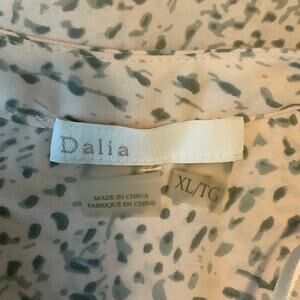 Dalia
XL/TG
MADE IN CHINA
FABRIQUÉ EN CHINE